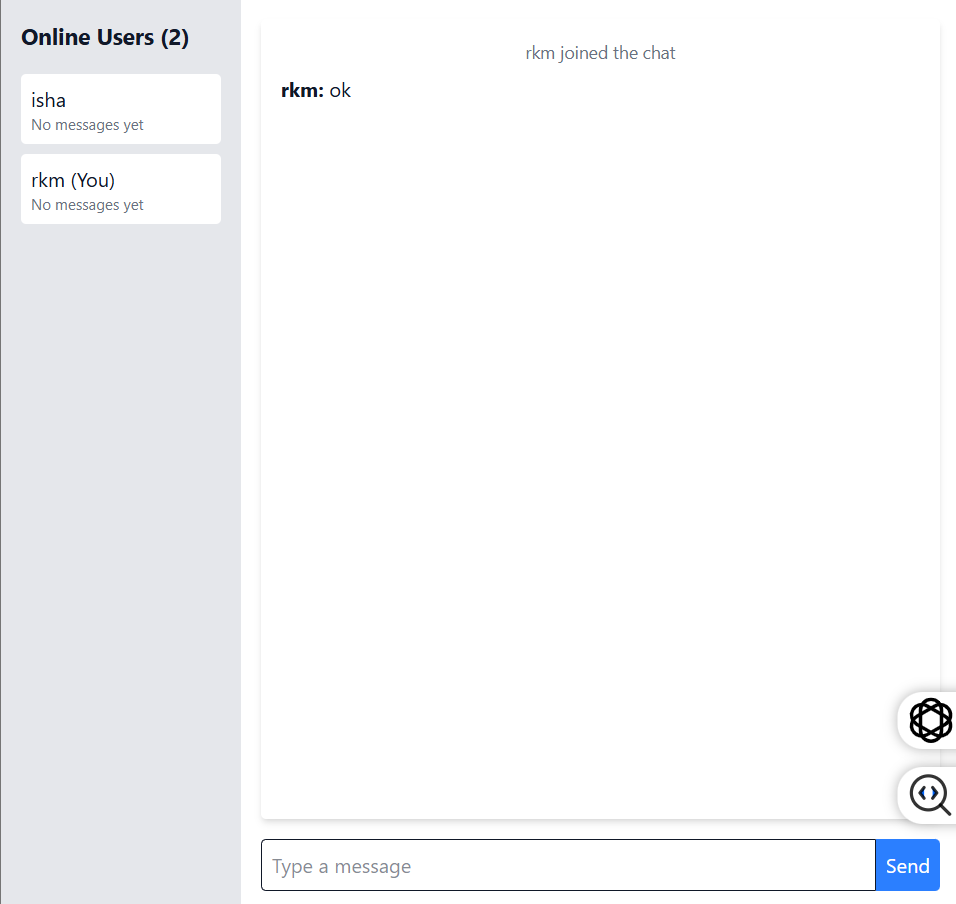 Online Users (2)
isha
No messages yet
rkm (You)
No messages yet
rkm joined the chat
rkm: ok
Type a message
Send